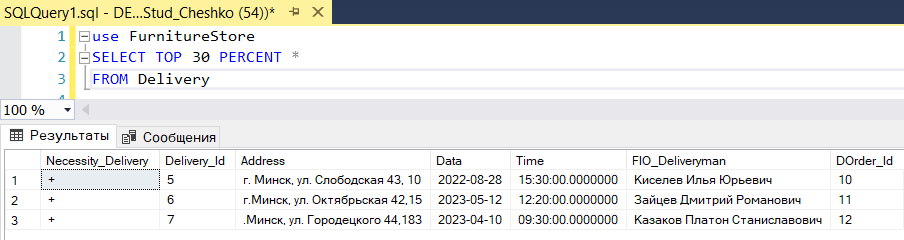 SQLQuery1.sql - DE...Stud_Cheshko (54))*
1 use FurnitureStore
2 SELECT TOP 30 PERCENT *
3 FROM Delivery
4
100 %
Результаты Сообщения
Necessity_Delivery Delivery_Id Address Data Time FIO_Deliveryman DOrder_Id
1 + 5 г. Минск, ул. Слободская 43, 10 2022-08-28 15:30:00.0000000 Киселев Илья Юрьевич 10
2 + 6 г.Минск, ул. Октябрьская 42,15 2023-05-12 12:20:00.0000000 Зайцев Дмитрий Романович 11
3 + 7 .Минск, ул. Городецкого 44,183 2023-04-10 09:30:00.0000000 Казаков Платон Станиславович 12